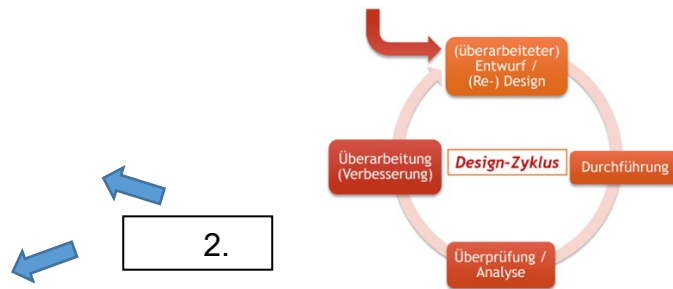 (überarbeiteter)
Entwurf /
(Re-) Design
Überarbeitung
(Verbesserung)
Design-Zyklus
Durchführung
2.
Überprüfung /
Analyse